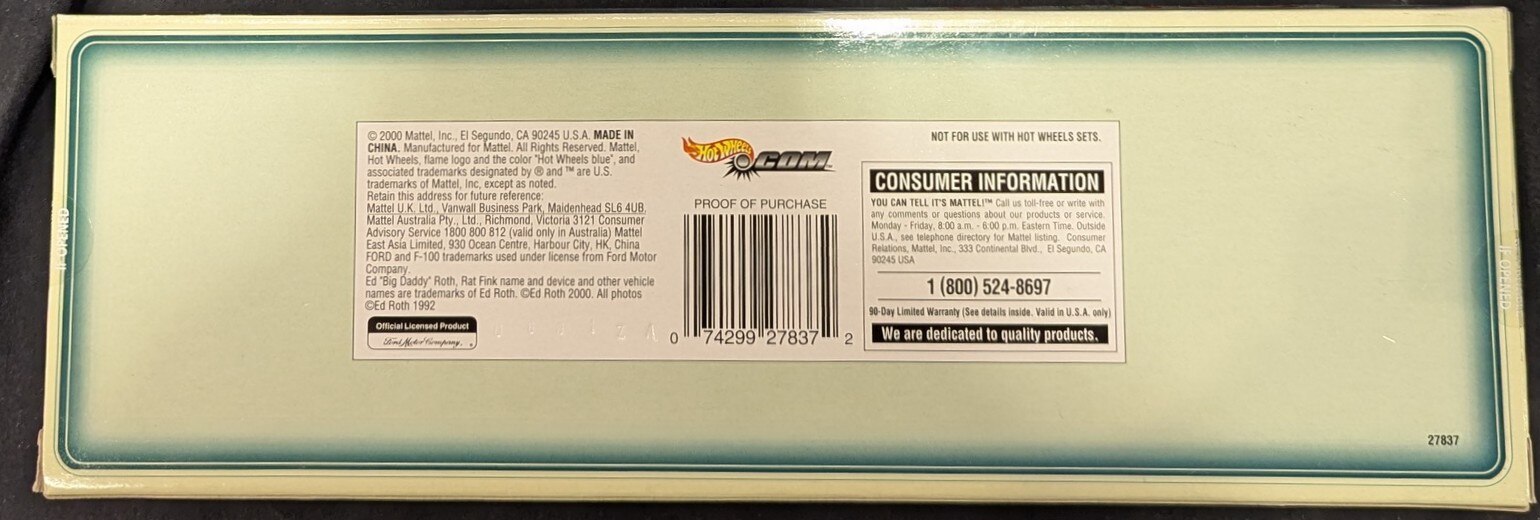 © 2000 Mattel, Inc., El Segundo, CA 90245 U.S.A. MADE IN
CHINA. Manufactured for Mattel. All Rights Reserved. Mattel,
Hot Wheels, flame logo and the color "Hot Wheels blue", and
associated trademarks designated by ® and ™ are U.S.
trademarks of Mattel, Inc, except as noted.
Retain this address for future reference:
Mattel U.K. Ltd., Vanwall Business Park, Maidenhead SL6 4UB.
Mattel Australia Pty., Ltd., Richmond, Victoria 3121 Consumer
Advisory Service 1800 800 812 (valid only in Australia) Mattel
East Asia Limited, 930 Ocean Centre, Harbour City, HK, China
FORD and F-100 trademarks used under license from Ford Motor
Company.
Ed "Big Daddy" Roth, Rat Fink name and device and other vehicle
names are trademarks of Ed Roth. ©Ed Roth 2000. All photos
©Ed Roth 1992
Official Licensed Product
Ford Motor Company.
Hot Wheels .COM™
PROOF OF PURCHASE
0 74299 27837 2
NOT FOR USE WITH HOT WHEELS SETS.
CONSUMER INFORMATION
YOU CAN TELL IT'S MATTEL!™ Call us toll-free or write with
any comments or questions about our products or service.
Monday - Friday, 8:00 a.m. - 6:00 p.m. Eastern Time. Outside
U.S.A., see telephone directory for Mattel listing. Consumer
Relations, Mattel, Inc., 333 Continental Blvd., El Segundo, CA
90245 USA
1 (800) 524-8697
90-Day Limited Warranty (See details inside. Valid in U.S.A. only)
We are dedicated to quality products.
27837
IF OPENED
IF OPENED